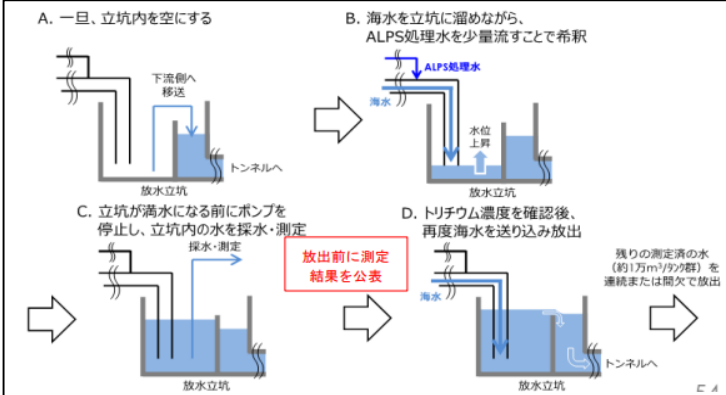 A. 一旦、立坑内を空にする
下流側へ
移送
トンネルへ
放水立坑
B. 海水を立坑に溜めながら、
ALPS処理水を少量流すことで希釈
ALPS処理水
海水
水位
上昇
放水立坑
C. 立坑が満水になる前にポンプを
停止し、立坑内の水を採水・測定
採水・測定
放水立坑
放出前に測定
結果を公表
D. トリチウム濃度を確認後、
再度海水を送り込み放出
海水
トンネルへ
放水立坑
残りの測定済の水
(約1万m³/タンク群)を
連続または間欠で放出
54